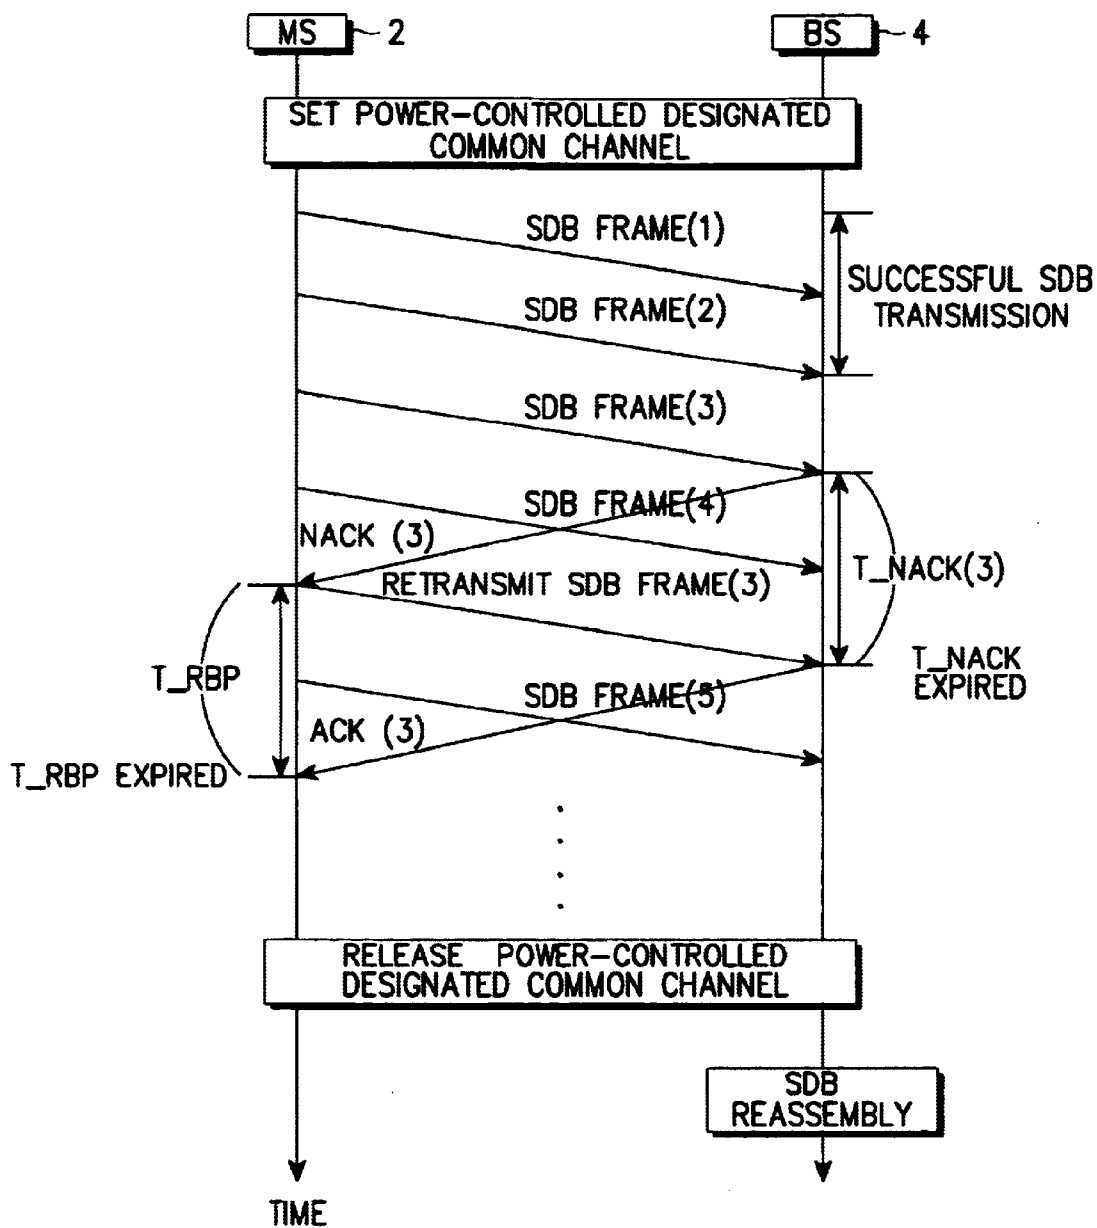 MS 2
BS 4
SET POWER-CONTROLLED DESIGNATED
COMMON CHANNEL
SDB FRAME(1)
SUCCESSFUL SDB
TRANSMISSION
SDB FRAME(2)
SDB FRAME(3)
SDB FRAME(4)
NACK (3)
T_NACK(3)
RETRANSMIT SDB FRAME(3)
T_RBP
T_NACK
EXPIRED
SDB FRAME(5)
ACK (3)
T_RBP EXPIRED
RELEASE POWER-CONTROLLED
DESIGNATED COMMON CHANNEL
SDB
REASSEMBLY
TIME